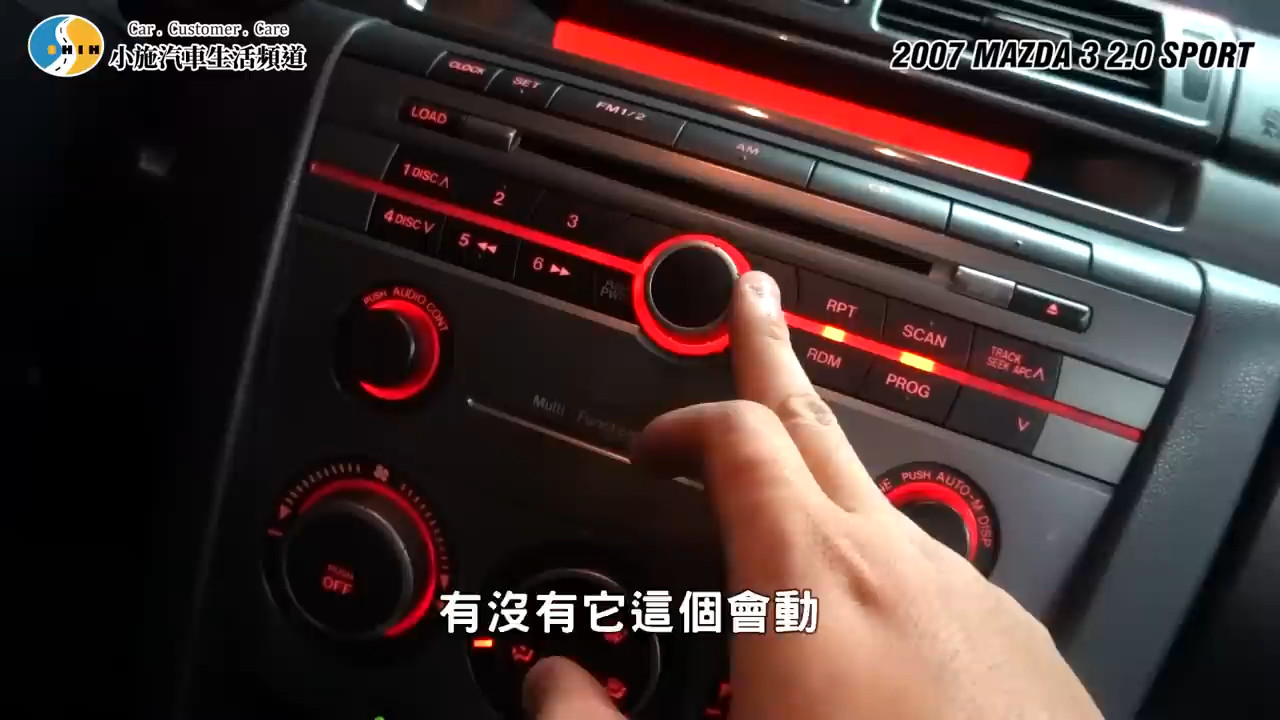 Car. Customer. Care
SHIH
小施汽車生活頻道
2007 MAZDA 3 2.0 SPORT
CLOCK
SET
FM1/2
AM
LOAD
1 DISC ∧
2
3
4 DISC ∨
5 ◀◀
6 ▶▶
RPT
SCAN
TRACK
SEEK APC ∧
RDM
PROG
∨
PUSH AUDIO CONT
Multi
PUSH AUTO-M DISP
PUSH
OFF
有沒有它這個會動